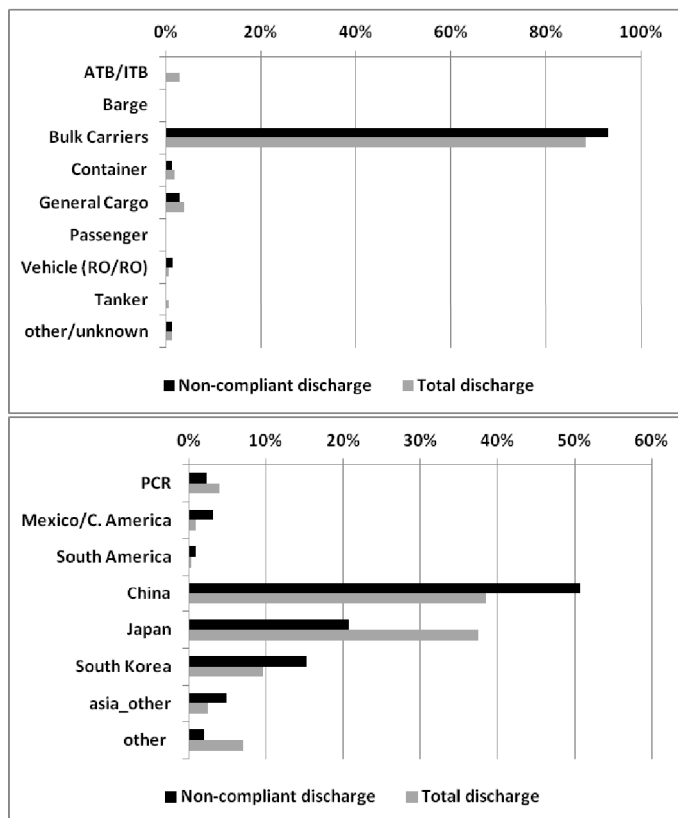 0% 20% 40% 60% 80% 100%
ATB/ITB
Barge
Bulk Carriers
Container
General Cargo
Passenger
Vehicle (RO/RO)
Tanker
other/unknown
Non-compliant discharge Total discharge
0% 10% 20% 30% 40% 50% 60%
PCR
Mexico/C. America
South America
China
Japan
South Korea
asia_other
other
Non-compliant discharge Total discharge